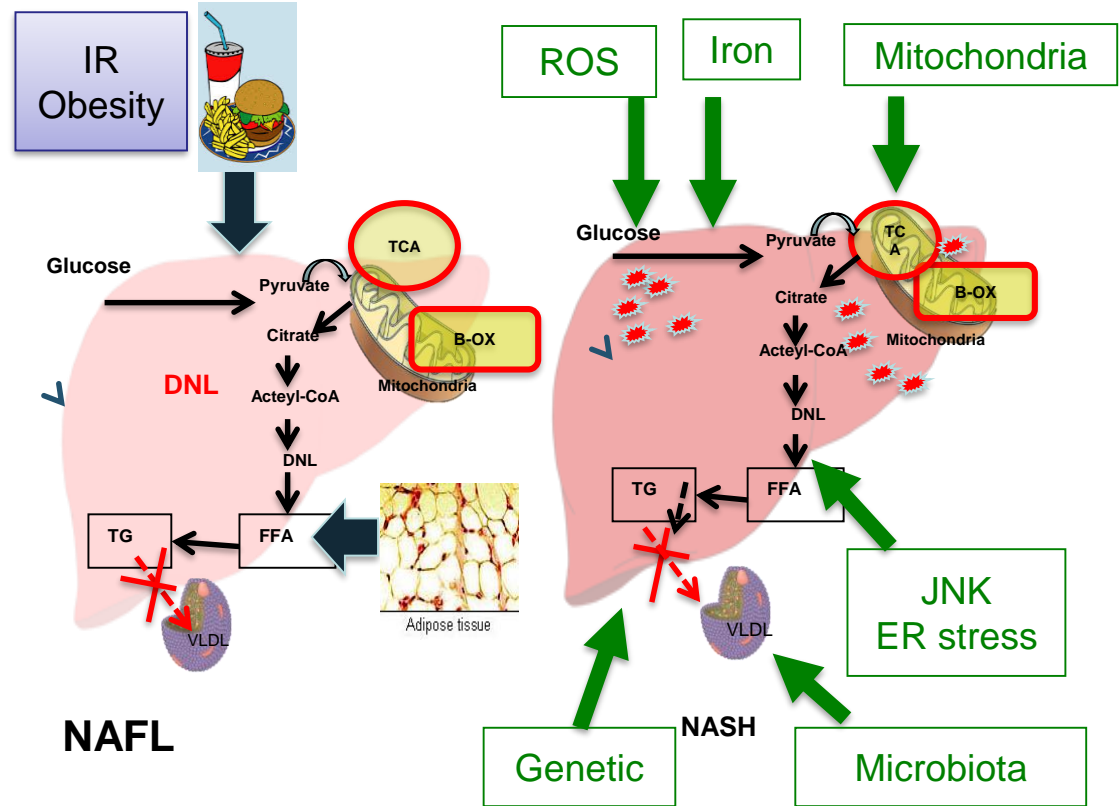 IR
Obesity
ROS
Iron
Mitochondria
Glucose
TCA
Pyruvate
Citrate
B-OX
Mitochondria
DNL
Acteyl-CoA
DNL
TG
FFA
Adipose tissue
VLDL
NAFL
Glucose
Pyruvate
TC
A
Citrate
B-OX
Mitochondria
Acteyl-CoA
DNL
TG
FFA
VLDL
JNK
ER stress
NASH
Genetic
Microbiota